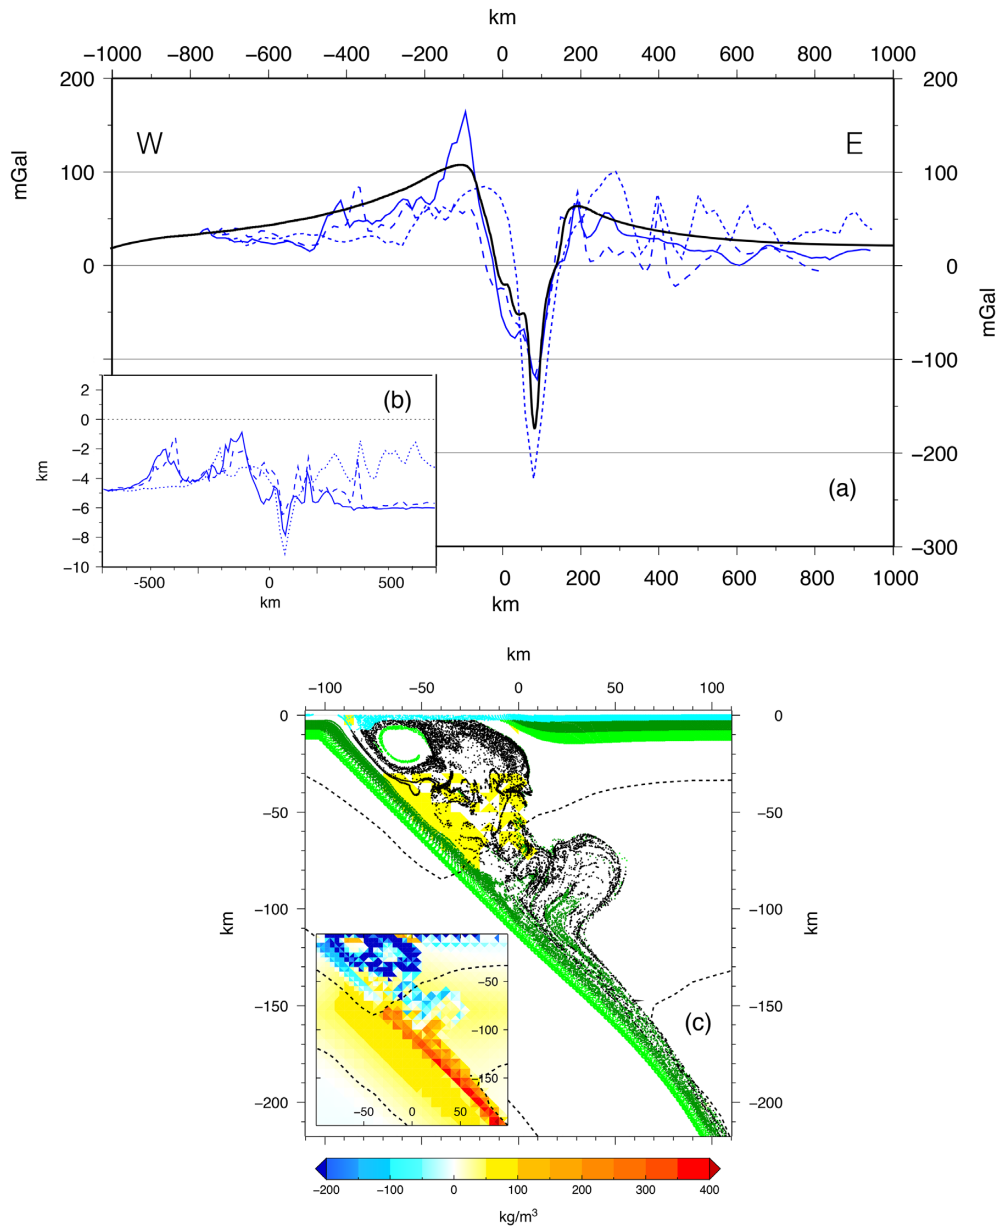 km
−1000 −800 −600 −400 −200 0 200 400 600 800 1000
200 200
W E
mGal
100 100
0 0
mGal
−100
−200
(a)
−300
(b)
2
0
−2
−4
−6
−8
−10
km
-500 0 500
km
0 200 400 600 800 1000
km
km
−100 −50 0 50 100
0 0
−50 −50
−100 −100
km km
−150 −150
(c)
−200 −200
−50
−100
−150
−50 0 50
−200 −100 0 100 200 300 400
kg/m³